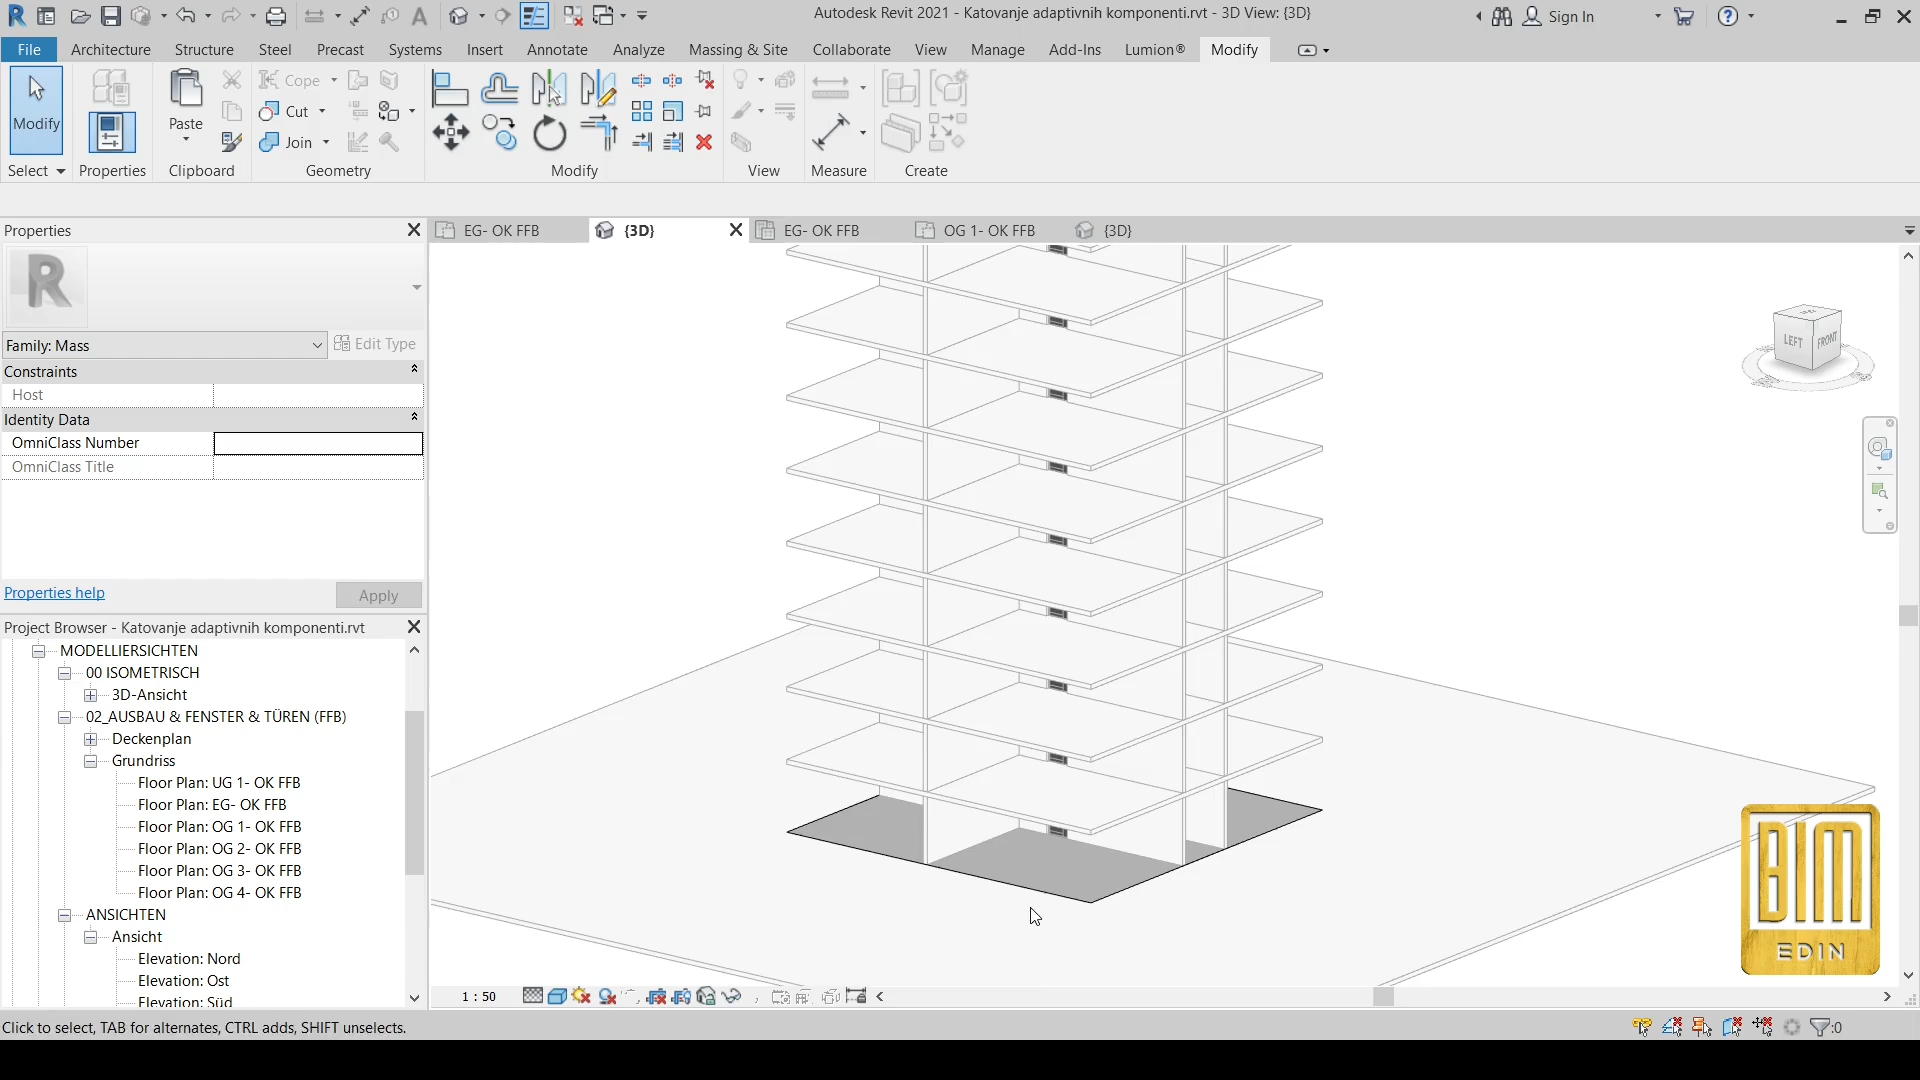 Autodesk Revit 2021 - Katovanje adaptivnih komponenti.rvt - 3D View: {3D}
Sign In
File
Architecture
Structure
Steel
Precast
Systems
Insert
Annotate
Analyze
Massing & Site
Collaborate
View
Manage
Add-Ins
Lumion®
Modify
Modify
Paste
Cope
Cut
Join
Select
Properties
Clipboard
Geometry
Modify
View
Measure
Create
Properties
EG- OK FFB
{3D}
EG- OK FFB
OG 1- OK FFB
{3D}
Family: Mass
Edit Type
Constraints
Host
Identity Data
OmniClass Number
OmniClass Title
Properties help
Apply
Project Browser - Katovanje adaptivnih komponenti.rvt
MODELLIERSICHTEN
00 ISOMETRISCH
3D-Ansicht
02_AUSBAU & FENSTER & TÜREN (FFB)
Deckenplan
Grundriss
Floor Plan: UG 1- OK FFB
Floor Plan: EG- OK FFB
Floor Plan: OG 1- OK FFB
Floor Plan: OG 2- OK FFB
Floor Plan: OG 3- OK FFB
Floor Plan: OG 4- OK FFB
ANSICHTEN
Ansicht
Elevation: Nord
Elevation: Ost
Elevation: Süd
LEFT
FRONT
BIM
EDIN
1 : 50
Click to select, TAB for alternates, CTRL adds, SHIFT unselects.
:0